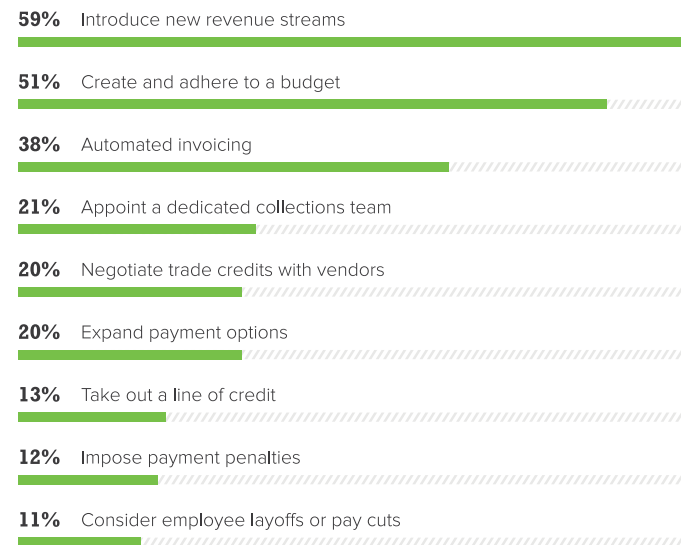 59% Introduce new revenue streams
51% Create and adhere to a budget
38% Automated invoicing
21% Appoint a dedicated collections team
20% Negotiate trade credits with vendors
20% Expand payment options
13% Take out a line of credit
12% Impose payment penalties
11% Consider employee layoffs or pay cuts